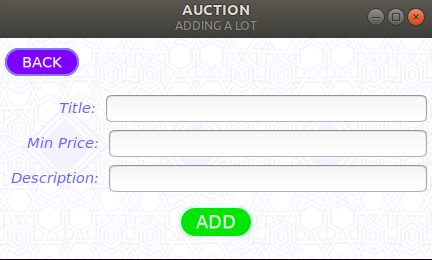 AUCTION
ADDING A LOT
BACK
Title:
Min Price:
Description:
ADD